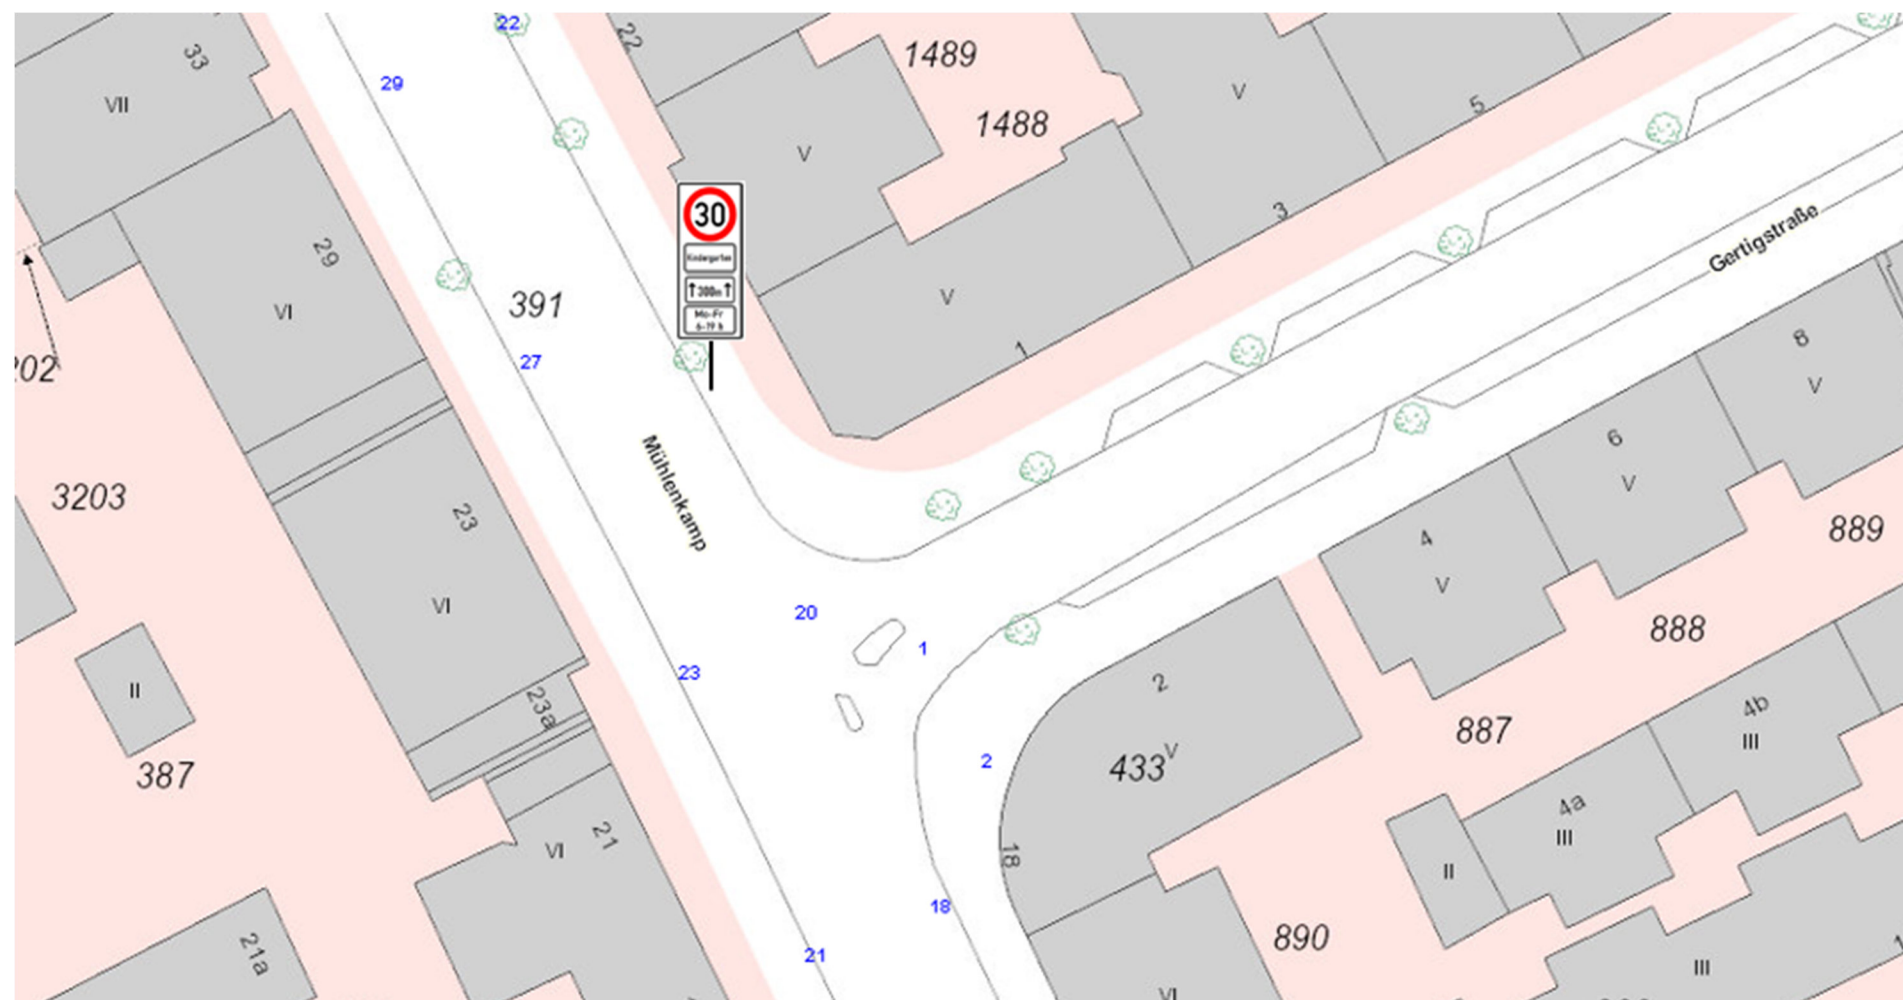 22
22
33
29
1489
VII
V
5
1488
V
30
Kindergarten
↑300m↑
Mo-Fr
6-19 h
3
Gertigstraße
29
VI
391
V
1
8
V
202
27
6
V
Mühlenkamp
3203
23
4
V
889
VI
20
888
1
II
23
23a
2
4b
III
887
387
2
433
V
4a
III
21
VI
18
II
18
21a
21
890
III
1
VI